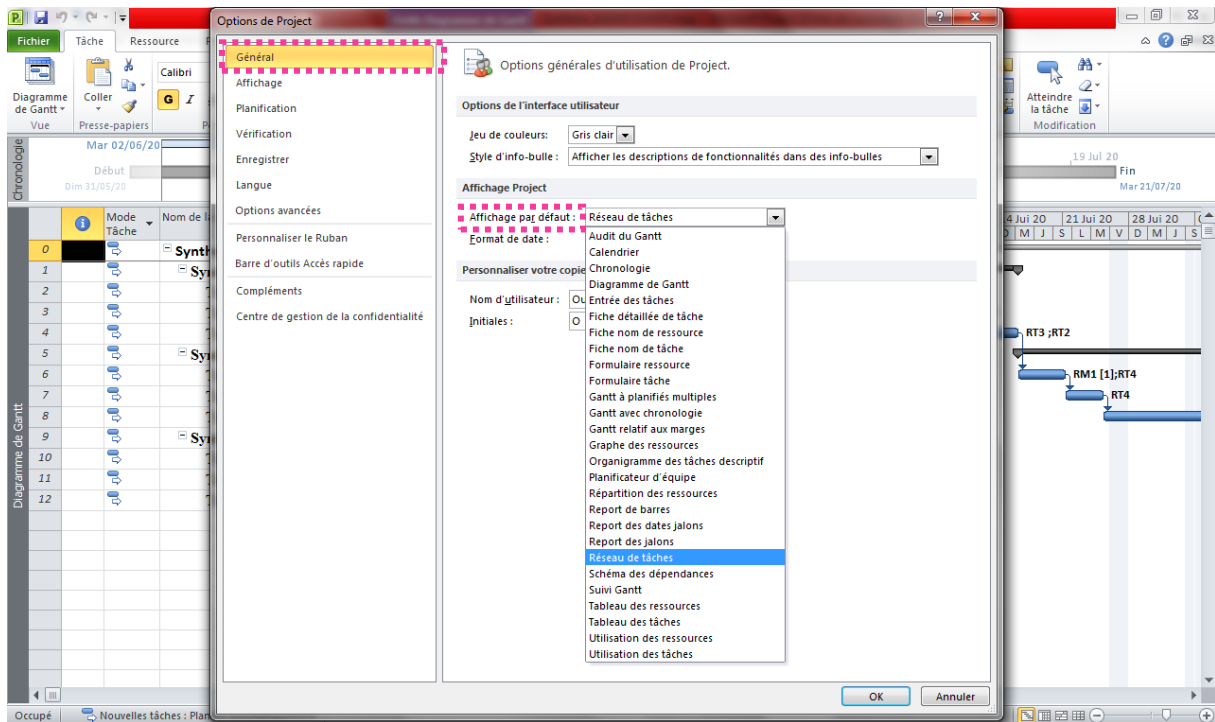 Options de Project
Fichier
Tâche
Ressource
Diagramme
de Gantt
Vue
Coller
Presse-papiers
Calibri
G I
Atteindre
la tâche
Modification
Chronologie
Mar 02/06/20
Début
Dim 31/05/20
19 Jul 20
Fin
Mar 21/07/20
Mode
Tâche
Nom de la
0
1
2
3
4
5
6
7
8
9
10
11
12
Diagramme de Gantt
Général
Affichage
Planification
Vérification
Enregistrer
Langue
Options avancées
Personnaliser le Ruban
Barre d'outils Accès rapide
Compléments
Centre de gestion de la confidentialité
Options générales d'utilisation de Project.
Options de l'interface utilisateur
Jeu de couleurs: Gris clair
Style d'info-bulle : Afficher les descriptions de fonctionnalités dans des info-bulles
Affichage Project
Affichage par défaut : Réseau de tâches
Format de date :
Personnaliser votre copie
Nom d'utilisateur :
Initiales : O
Audit du Gantt
Calendrier
Chronologie
Diagramme de Gantt
Entrée des tâches
Fiche détaillée de tâche
Fiche nom de ressource
Fiche nom de tâche
Formulaire ressource
Formulaire tâche
Gantt à planifiés multiples
Gantt avec chronologie
Gantt relatif aux marges
Graphe des ressources
Organigramme des tâches descriptif
Planificateur d'équipe
Répartition des ressources
Report de barres
Report des dates jalons
Report des jalons
Réseau de tâches
Schéma des dépendances
Suivi Gantt
Tableau des ressources
Tableau des tâches
Utilisation des ressources
Utilisation des tâches
OK
Annuler
4 Jui 20 21 Jui 20 28 Jui 20
M J S L M V D M J S
RT3 ;RT2
RM1 [1];RT4
RT4
Occupé
Nouvelles tâches : Plan